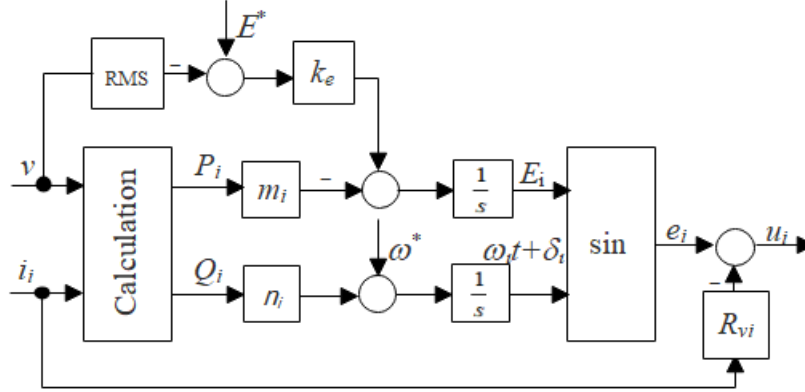 E*
RMS
-
k_e
v
Calculation
P_i
m_i
-
1/s
E_i
sin
e_i
u_i
ω*
i_i
Q_i
n_i
1/s
ω_i t+δ_i
-
R_vi